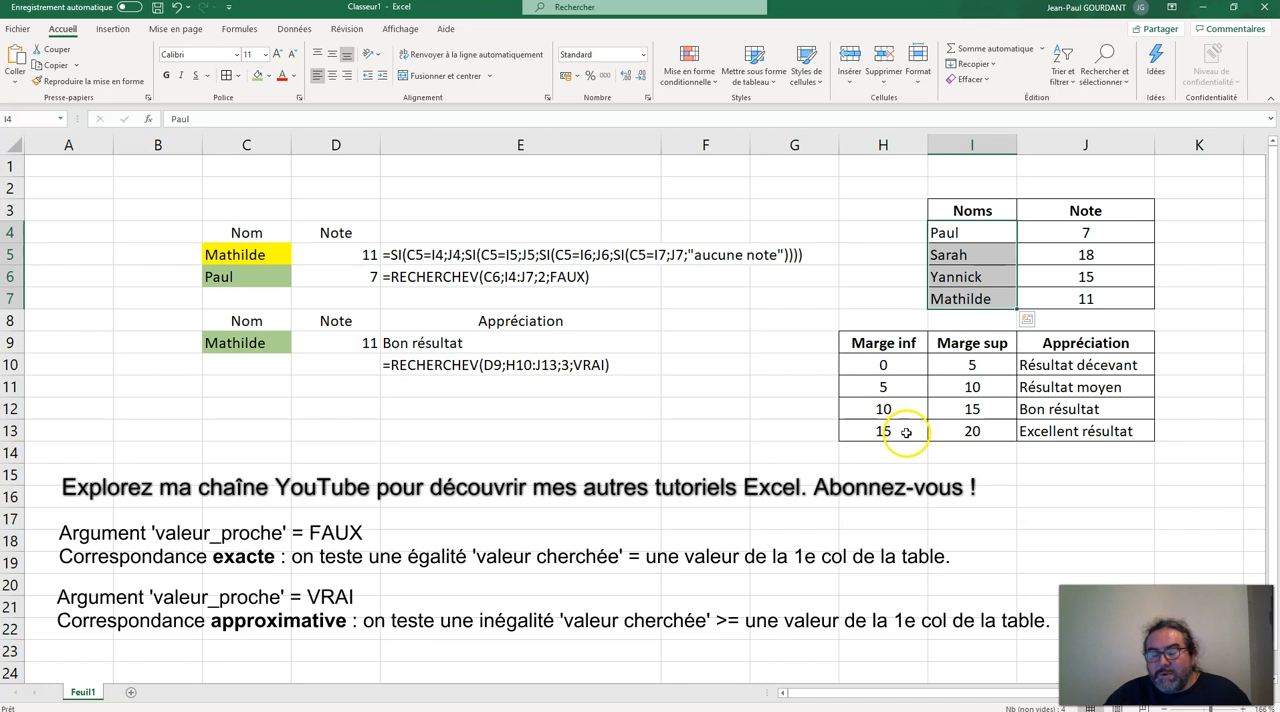 Enregistrement automatique
Classeur1 - Excel
Rechercher
Jean-Paul GOURDANT JG
Fichier Accueil Insertion Mise en page Formules Données Révision Affichage Aide
Partager Commentaires
Coller
Couper
Copier
Reproduire la mise en forme
Presse-papiers
Calibri 11
G I S
Police
Renvoyer à la ligne automatiquement
Fusionner et centrer
Alignement
Standard
% 000
Nombre
Mise en forme conditionnelle
Mettre sous forme de tableau
Styles de cellules
Styles
Insérer Supprimer Format
Cellules
Somme automatique
Recopier
Effacer
Trier et filtrer
Rechercher et sélectionner
Édition
Idées
Idées
Niveau de confidentialité
Confidentialité
I4 fx Paul
A B C D E F G H I J K
1
2
3 Noms Note
4 Nom Note Paul 7
5 Mathilde 11 =SI(C5=I4;J4;SI(C5=I5;J5;SI(C5=I6;J6;SI(C5=I7;J7;"aucune note")))) Sarah 18
6 Paul 7 =RECHERCHEV(C6;I4:J7;2;FAUX) Yannick 15
7 Mathilde 11
8 Nom Note Appréciation
9 Mathilde 11 Bon résultat Marge inf Marge sup Appréciation
10 =RECHERCHEV(D9;H10:J13;3;VRAI) 0 5 Résultat décevant
11 5 10 Résultat moyen
12 10 15 Bon résultat
13 15 20 Excellent résultat
14
15
16
17
18
19
20
21
22
23
24
Explorez ma chaîne YouTube pour découvrir mes autres tutoriels Excel. Abonnez-vous !
Argument 'valeur_proche' = FAUX
Correspondance exacte : on teste une égalité 'valeur cherchée' = une valeur de la 1e col de la table.
Argument 'valeur_proche' = VRAI
Correspondance approximative : on teste une inégalité 'valeur cherchée' >= une valeur de la 1e col de la table.
Feuil1
Prêt
Nb (non vides) : 4
166 %